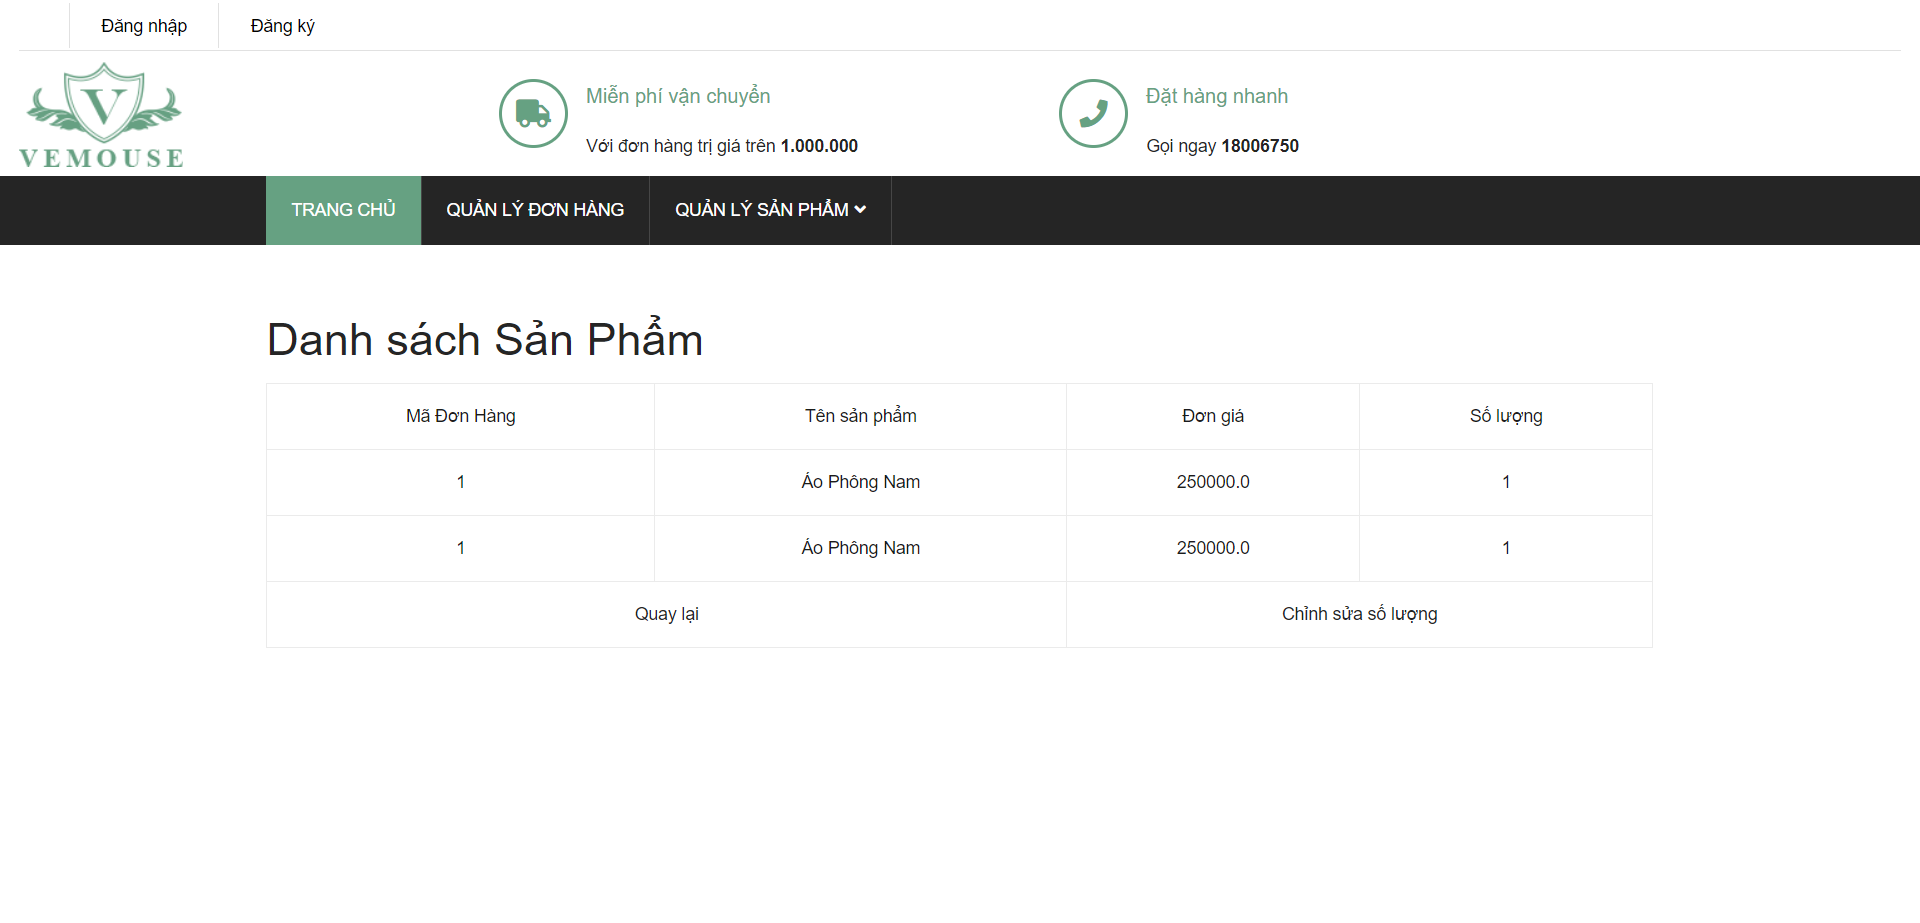 Đăng nhập Đăng ký
V
VEMOUSE
Miễn phí vận chuyển
Với đơn hàng trị giá trên 1.000.000
Đặt hàng nhanh
Gọi ngay 18006750
TRANG CHỦ QUẢN LÝ ĐƠN HÀNG QUẢN LÝ SẢN PHẨM
Danh sách Sản Phẩm
Mã Đơn Hàng Tên sản phẩm Đơn giá Số lượng
1 Áo Phông Nam 250000.0 1
1 Áo Phông Nam 250000.0 1
Quay lại Chỉnh sửa số lượng